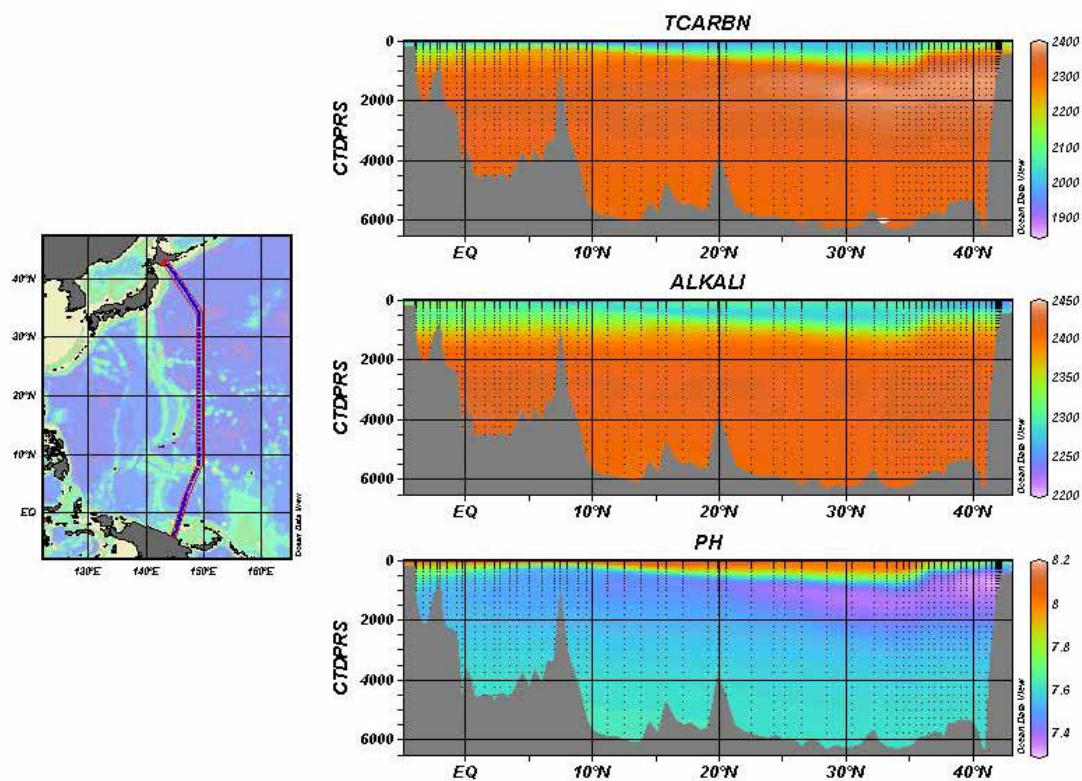 TCARBN
0
2000
4000
6000
CTDPRS
EQ
10°N
20°N
30°N
40°N
2400
2300
2200
2100
2000
1900
Ocean Data View
40°N
30°N
20°N
10°N
EQ
130°E
140°E
150°E
160°E
Ocean Data View
ALKALI
0
2000
4000
6000
CTDPRS
EQ
10°N
20°N
30°N
40°N
2450
2400
2350
2300
2250
2200
Ocean Data View
PH
0
2000
4000
6000
CTDPRS
EQ
10°N
20°N
30°N
40°N
8.2
8
7.8
7.6
7.4
Ocean Data View